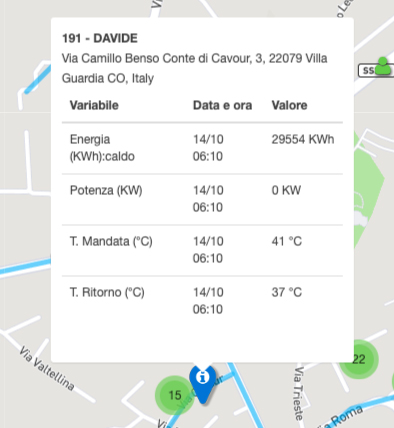 191 - DAVIDE
Via Camillo Benso Conte di Cavour, 3, 22079 Villa
Guardia CO, Italy
Variabile Data e ora Valore
Energia 14/10 29554 KWh
(KWh):caldo 06:10
Potenza (KW) 14/10 0 KW
06:10
T. Mandata (°C) 14/10 41 °C
06:10
T. Ritorno (°C) 14/10 37 °C
06:10
Via Valtellina
15
22
Via Trieste
Roma